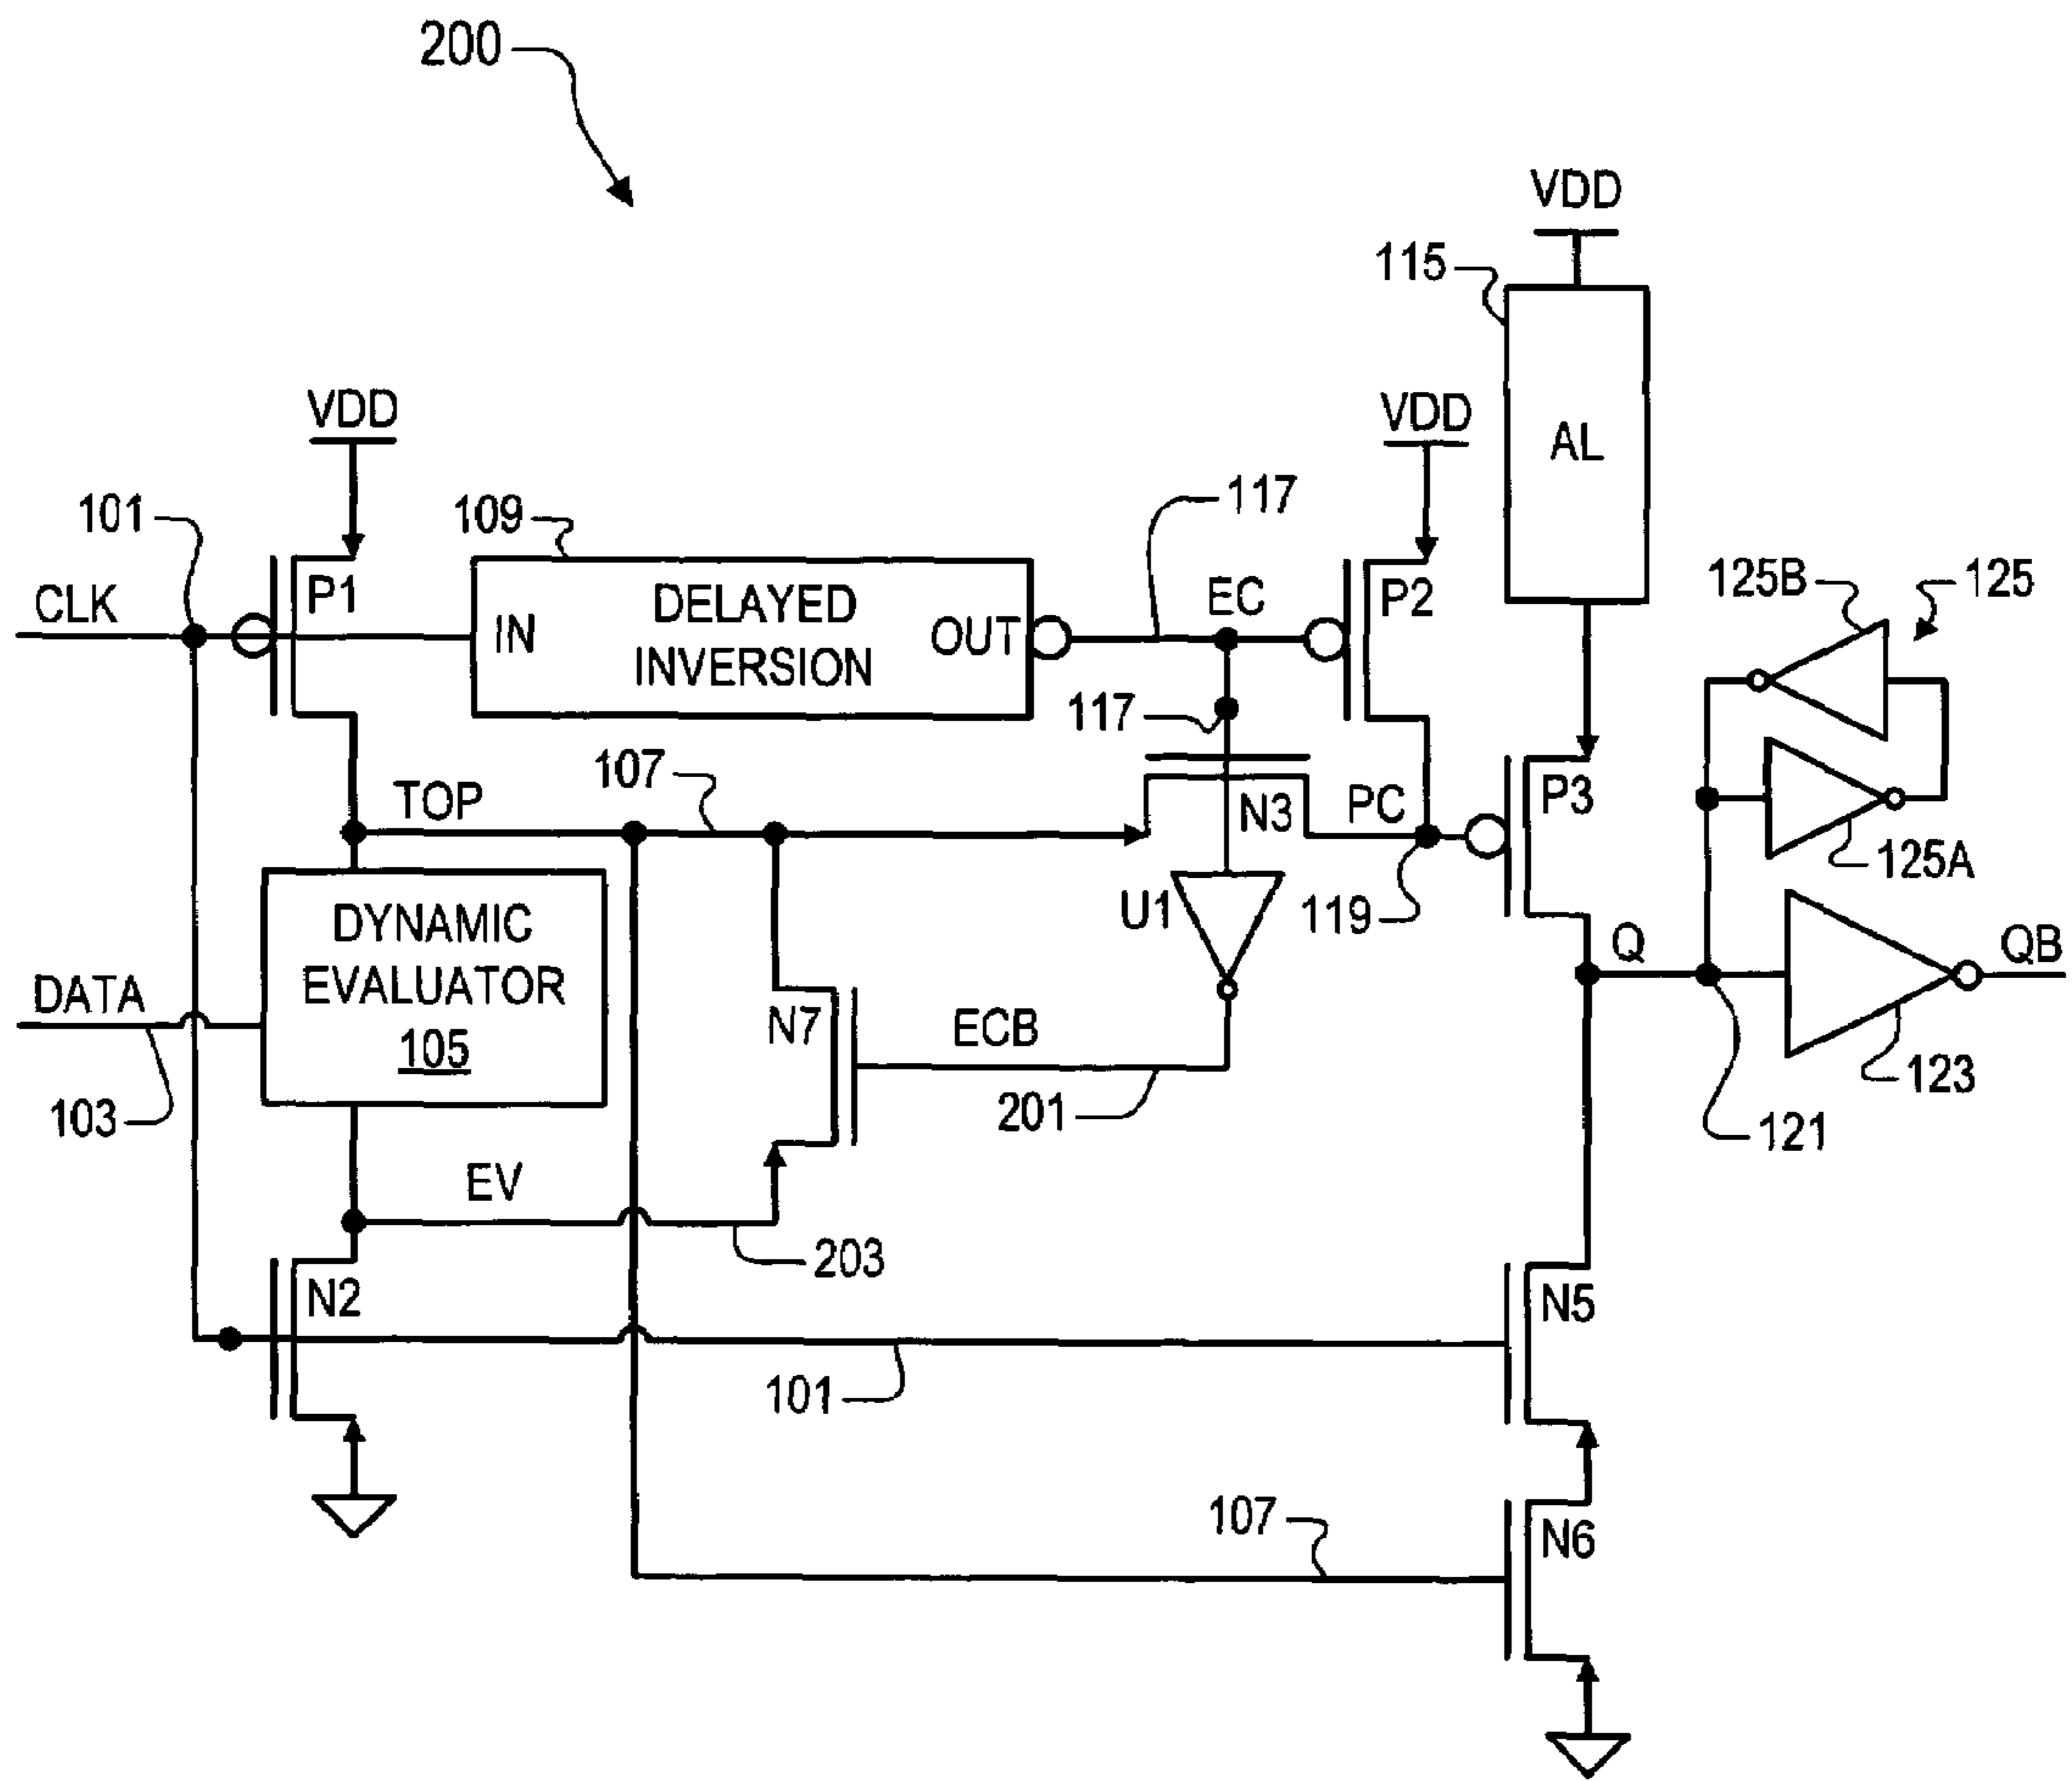 200
VDD
115
AL
VDD
VDD
101
109
117
CLK
P1
IN
DELAYED
INVERSION
OUT
EC
P2
125B
125
117
TOP
107
N3
PC
P3
125A
U1
119
DYNAMIC
EVALUATOR
105
DATA
103
N7
ECB
201
Q
QB
123
121
EV
203
N2
N5
101
107
N6